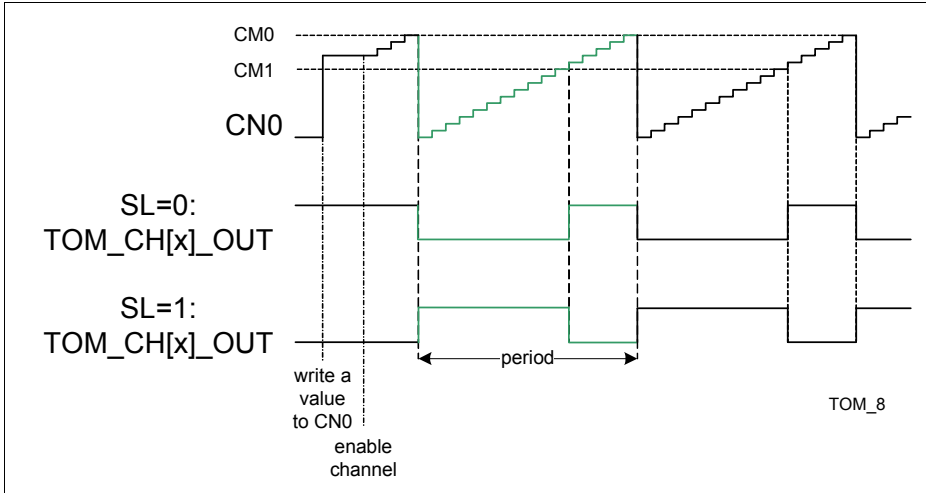 CM0
CM1
CN0
SL=0:
TOM_CH[x]_OUT
SL=1:
TOM_CH[x]_OUT
period
write a
value
to CN0
enable
channel
TOM_8